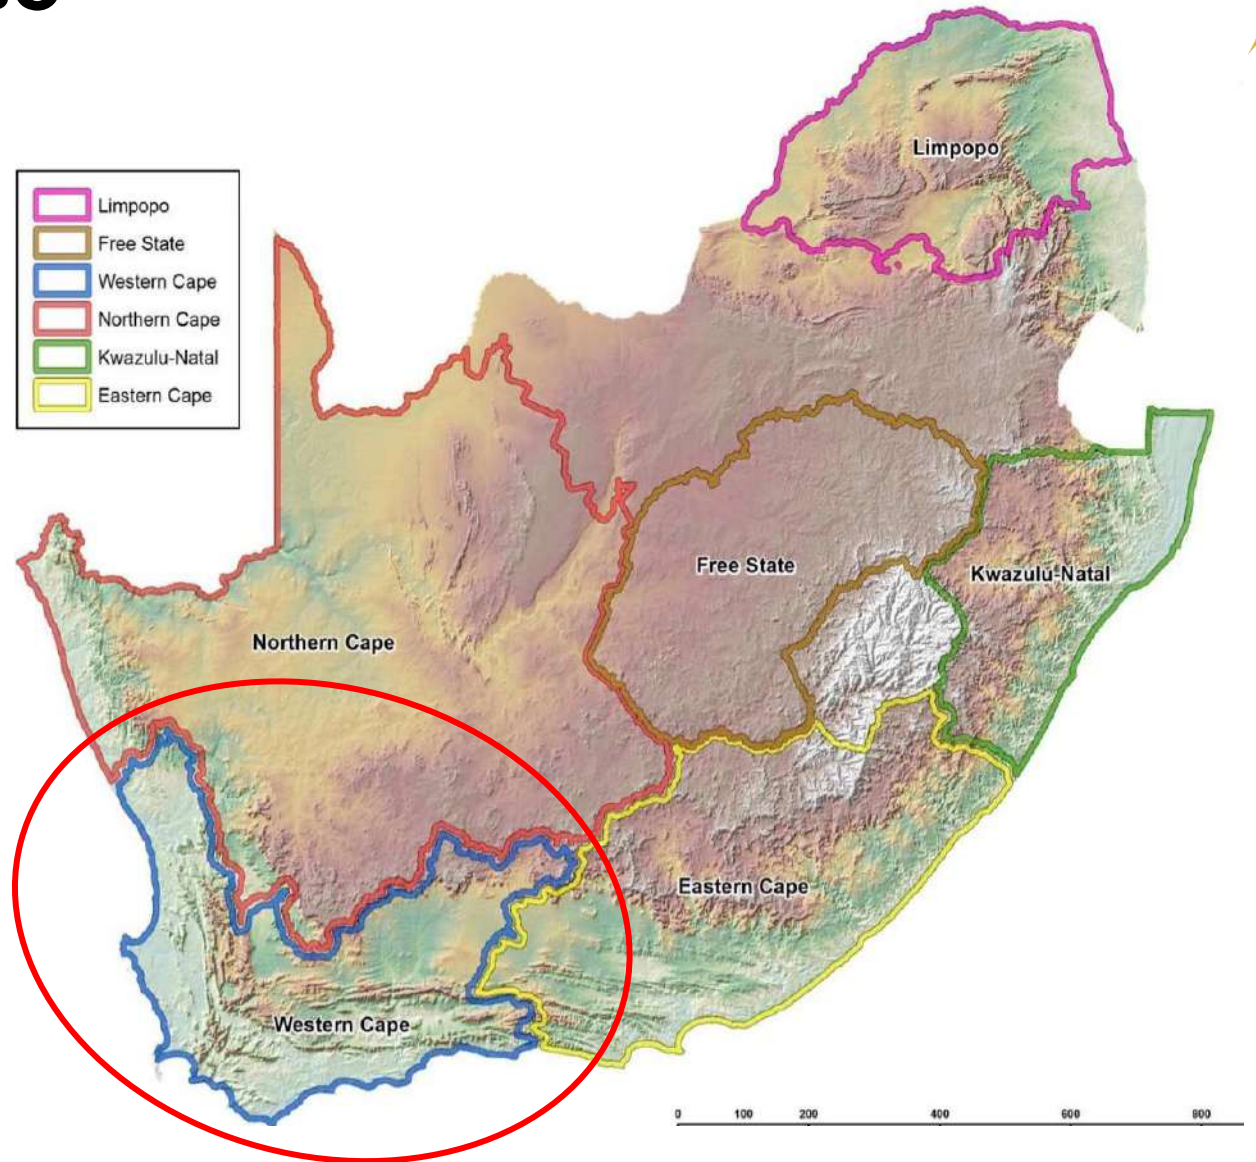 Limpopo
Limpopo
Free State
Western Cape
Northern Cape
Kwazulu-Natal
Eastern Cape
Free State
Kwazulu-Natal
Northern Cape
Eastern Cape
Western Cape
0 100 200 400 600 800